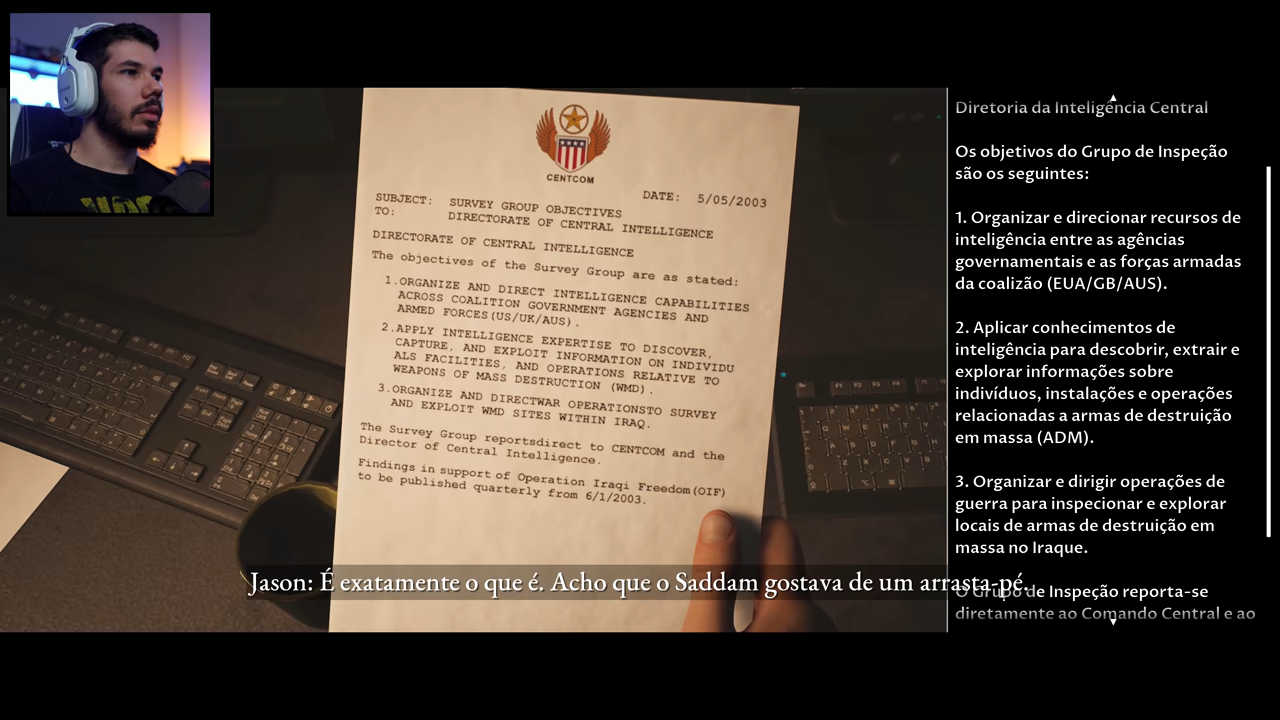 CENTCOM
DATE: 5/05/2003
SUBJECT: SURVEY GROUP OBJECTIVES
TO: DIRECTORATE OF CENTRAL INTELLIGENCE
DIRECTORATE OF CENTRAL INTELLIGENCE
The objectives of the Survey Group are as stated:
1.ORGANIZE AND DIRECT INTELLIGENCE CAPABILITIES
ACROSS COALITION GOVERNMENT AGENCIES AND
ARMED FORCES(US/UK/AUS).
2.APPLY INTELLIGENCE EXPERTISE TO DISCOVER,
CAPTURE, AND EXPLOIT INFORMATION ON INDIVIDU
ALS FACILITIES, AND OPERATIONS RELATIVE TO
WEAPONS OF MASS DESTRUCTION (WMD).
3.ORGANIZE AND DIRECTWAR OPERATIONSTO SURVEY
AND EXPLOIT WMD SITES WITHIN IRAQ.
The Survey Group reportsdirect to CENTCOM and the
Director of Central Intelligence.
Findings in support of Operation Iraqi Freedom(OIF)
to be published quarterly from 6/1/2003.
Jason: É exatamente o que é. Acho que o Saddam gostava de um arrasta-pé.
Diretoria da Inteligência Central
Os objetivos do Grupo de Inspeção
são os seguintes:
1. Organizar e direcionar recursos de
inteligência entre as agências
governamentais e as forças armadas
da coalizão (EUA/GB/AUS).
2. Aplicar conhecimentos de
inteligência para descobrir, extrair e
explorar informações sobre
indivíduos, instalações e operações
relacionadas a armas de destruição
em massa (ADM).
3. Organizar e dirigir operações de
guerra para inspecionar e explorar
locais de armas de destruição em
massa no Iraque.
O Grupo de Inspeção reporta-se
diretamente ao Comando Central e ao